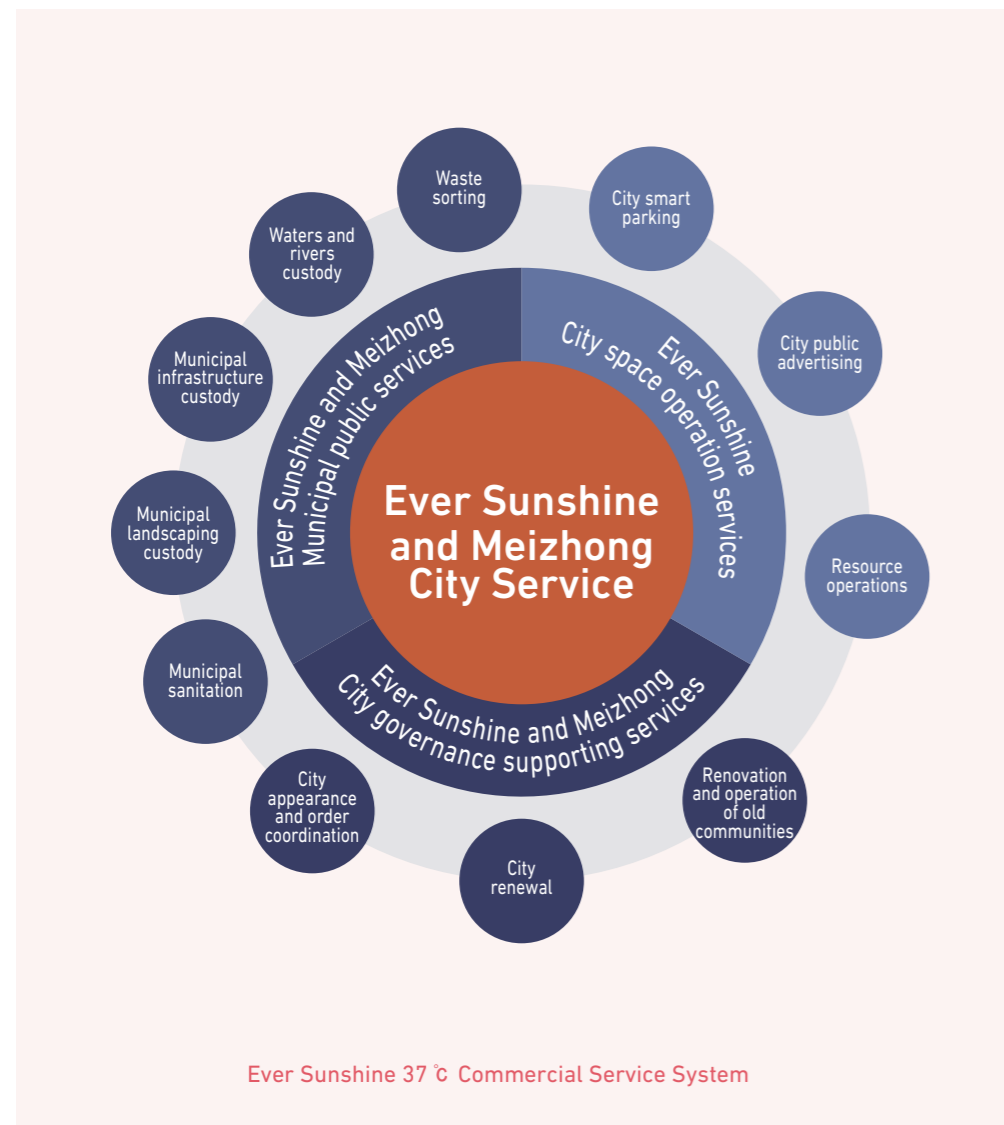 Waste
sorting
City smart
parking
Waters and
rivers
custody
City public
advertising
Municipal
infrastructure
custody
Municipal
landscaping
custody
Resource
operations
Municipal
sanitation
City
appearance
and order
coordination
City
renewal
Renovation
and operation
of old
communities
Ever Sunshine and Meizhong
Municipal public services
Ever Sunshine
City space operation services
Ever Sunshine and Meizhong
City governance supporting services
Ever Sunshine
and Meizhong
City Service
Ever Sunshine 37 ℃ Commercial Service System